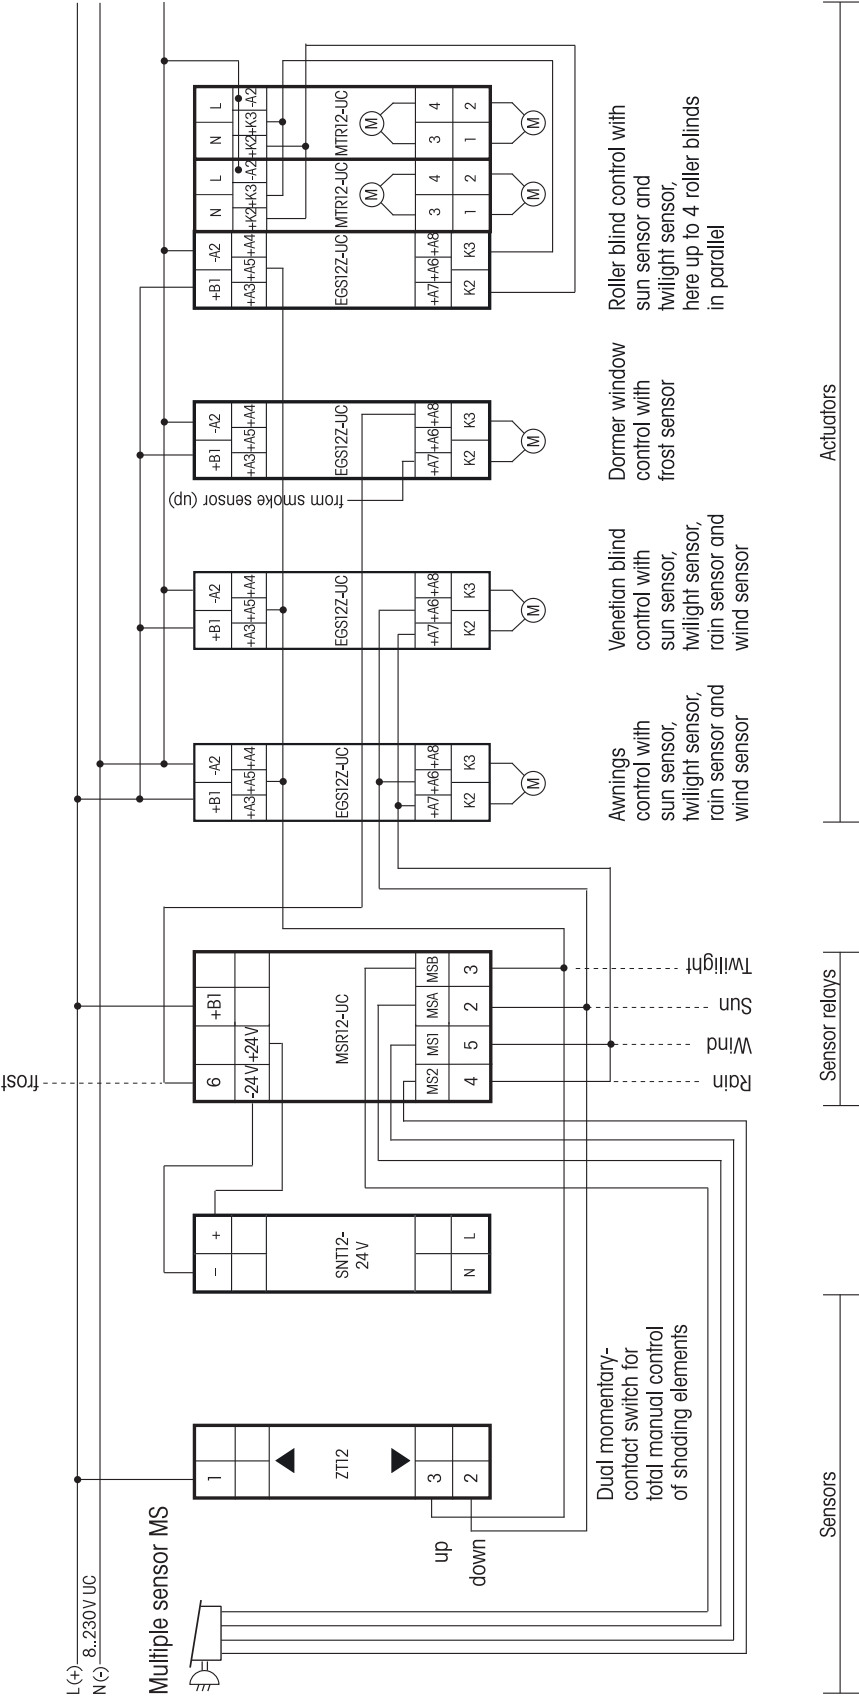 L(+)
N(-)
8..230V UC
Multiple sensor MS
1
ZT12
3
2
up
down
Dual momentary-
contact switch for
total manual control
of shading elements
Sensors
+
–
SNT12-
24V
L
N
frost
+B1
6
-24V
+24V
MSR12-UC
MSB
MSA
MS1
MS2
3
2
5
4
Twilight
Sun
Wind
Rain
Sensor relays
-A2
+B1
+A3
+A5
+A4
EGS12Z-UC
+A7
+A6
+A8
K3
K2
M
Awnings
control with
sun sensor,
twilight sensor,
rain sensor and
wind sensor
-A2
+B1
+A3
+A5
+A4
EGS12Z-UC
+A7
+A6
+A8
K3
K2
M
Venetian blind
control with
sun sensor,
twilight sensor,
rain sensor and
wind sensor
from smoke sensor (up)
-A2
+B1
+A3
+A5
+A4
EGS12Z-UC
+A7
+A6
+A8
K3
K2
M
Dormer window
control with
frost sensor
-A2
+B1
+A3
+A5
+A4
EGS12Z-UC
+A7
+A6
+A8
K3
K2
L
N
+K2
+K3
-A2
MTR12-UC
M
4
3
2
1
M
L
N
+K2
+K3
-A2
MTR12-UC
M
4
3
2
1
M
Roller blind control with
sun sensor and
twilight sensor,
here up to 4 roller blinds
in parallel
Actuators